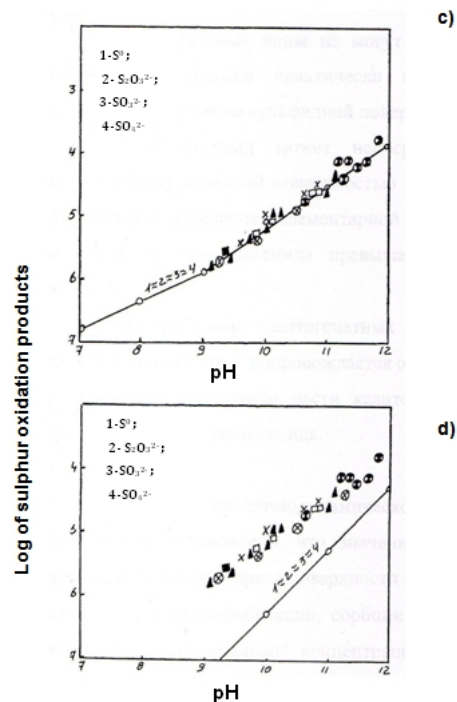 c)
1-S⁰;
2- S₂O₃²⁻;
3-SO₃²⁻;
4-SO₄²⁻
3
4
5
6
7
1=2=3=4
7 8 9 10 11 12
pH
Log of sulphur oxidation products
d)
1-S⁰;
2- S₂O₃²⁻;
3-SO₃²⁻;
4-SO₄²⁻
4
5
6
7
1=2=3=4
7 8 9 10 11 12
pH